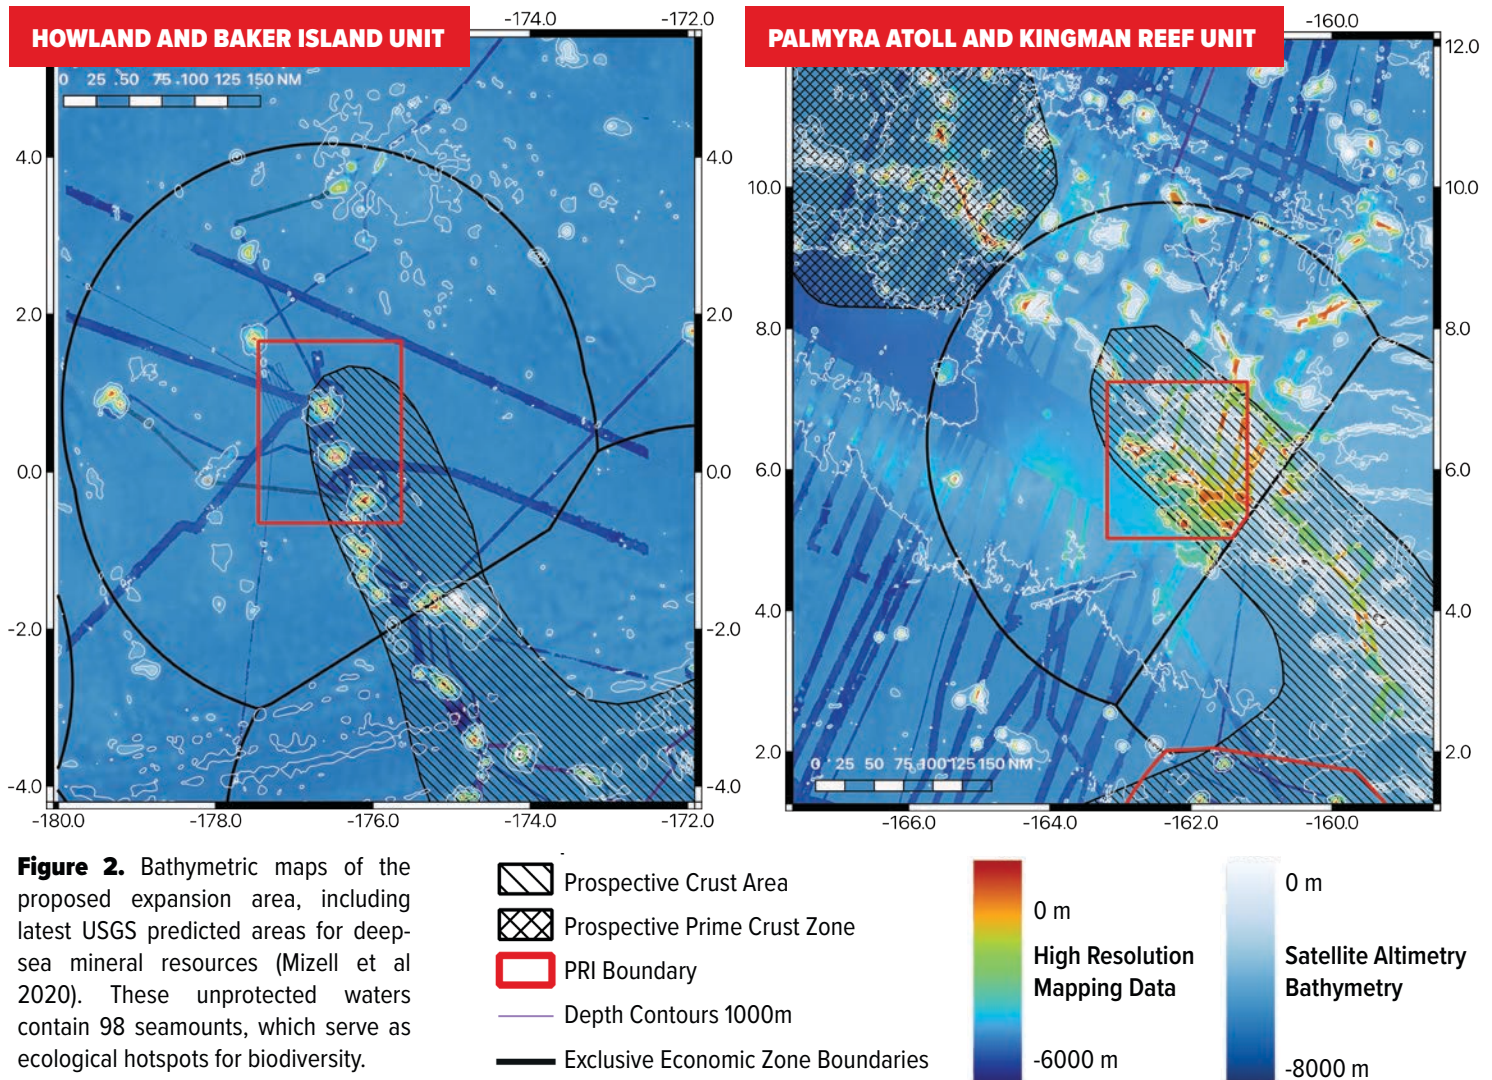 HOWLAND AND BAKER ISLAND UNIT
-174.0
-172.0
0 25 50 75 100 125 150 NM
4.0
4.0
2.0
2.0
0.0
0.0
-2.0
-2.0
-4.0
-4.0
-180.0
-178.0
-176.0
-174.0
-172.0
PALMYRA ATOLL AND KINGMAN REEF UNIT
-160.0
12.0
10.0
10.0
8.0
8.0
6.0
6.0
4.0
4.0
2.0
2.0
0 25 50 75 100 125 150 NM
-166.0
-164.0
-162.0
-160.0
Figure 2. Bathymetric maps of the
proposed expansion area, including
latest USGS predicted areas for deep-
sea mineral resources (Mizell et al
2020). These unprotected waters
contain 98 seamounts, which serve as
ecological hotspots for biodiversity.
Prospective Crust Area
Prospective Prime Crust Zone
PRI Boundary
Depth Contours 1000m
Exclusive Economic Zone Boundaries
0 m
High Resolution
Mapping Data
-6000 m
0 m
Satellite Altimetry
Bathymetry
-8000 m